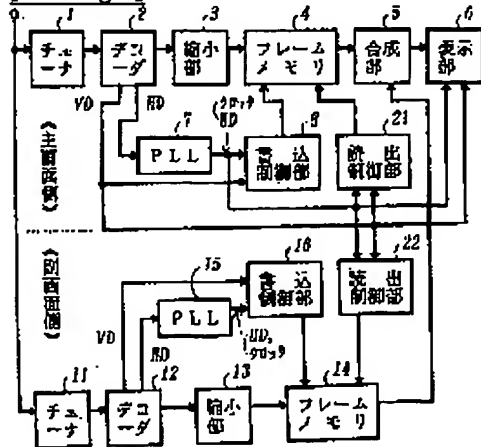 1
2
3
4
5
6
チューナ
デコーダ
縮小部
フレームメモリ
合成部
表示部
VD
HD
7
クロック
HD
21
PLL
書込制御部
読出制御部
《主画面側》
《副画面側》
15
16
22
VD
PLL
書込制御部
読出制御部
HD
HD,
クロック
11
12
13
14
チューナ
デコーダ
縮小部
フレームメモリ